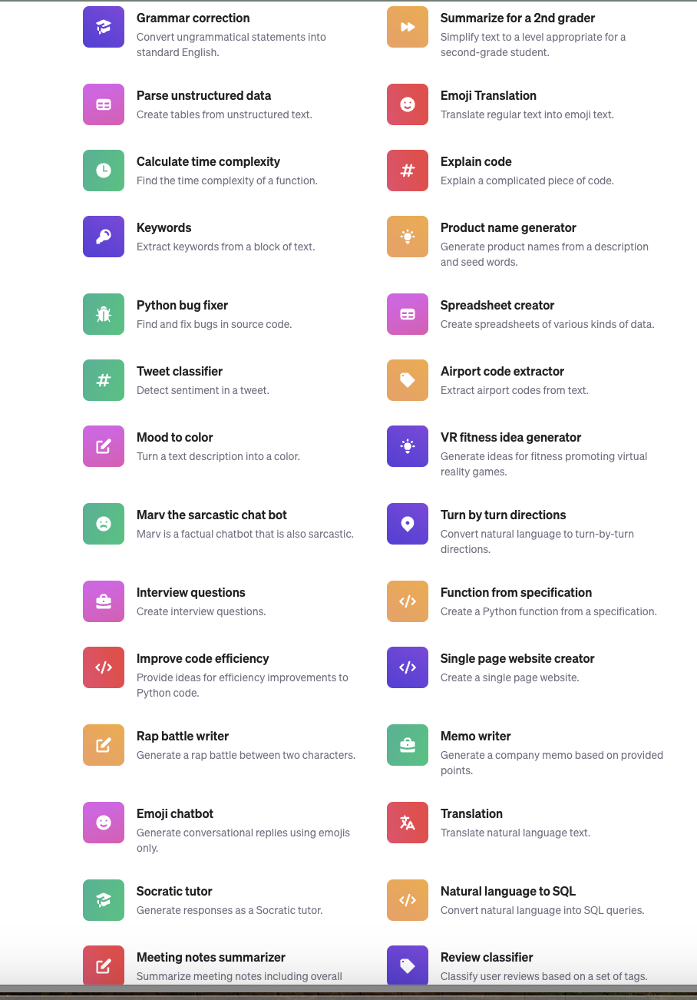 Grammar correction
Convert ungrammatical statements into
standard English.
Summarize for a 2nd grader
Simplify text to a level appropriate for a
second-grade student.
Parse unstructured data
Create tables from unstructured text.
Emoji Translation
Translate regular text into emoji text.
Calculate time complexity
Find the time complexity of a function.
Explain code
Explain a complicated piece of code.
Keywords
Extract keywords from a block of text.
Product name generator
Generate product names from a description
and seed words.
Python bug fixer
Find and fix bugs in source code.
Spreadsheet creator
Create spreadsheets of various kinds of data.
Tweet classifier
Detect sentiment in a tweet.
Airport code extractor
Extract airport codes from text.
Mood to color
Turn a text description into a color.
VR fitness idea generator
Generate ideas for fitness promoting virtual
reality games.
Marv the sarcastic chat bot
Marv is a factual chatbot that is also sarcastic.
Turn by turn directions
Convert natural language to turn-by-turn
directions.
Interview questions
Create interview questions.
Function from specification
Create a Python function from a specification.
Improve code efficiency
Provide ideas for efficiency improvements to
Python code.
Single page website creator
Create a single page website.
Rap battle writer
Generate a rap battle between two characters.
Memo writer
Generate a company memo based on provided
points.
Emoji chatbot
Generate conversational replies using emojis
only.
Translation
Translate natural language text.
Socratic tutor
Generate responses as a Socratic tutor.
Natural language to SQL
Convert natural language into SQL queries.
Meeting notes summarizer
Summarize meeting notes including overall
Review classifier
Classify user reviews based on a set of tags.